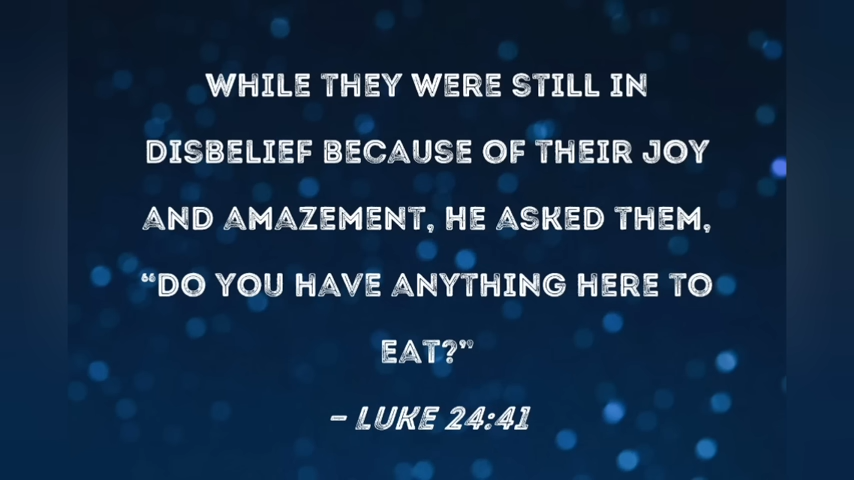 WHILE THEY WERE STILL IN
DISBELIEF BECAUSE OF THEIR JOY
AND AMAZEMENT, HE ASKED THEM,
“DO YOU HAVE ANYTHING HERE TO
EAT?”
– LUKE 24:41